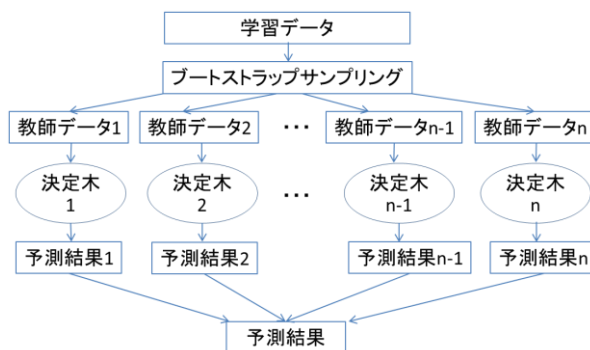 学習データ
ブートストラップサンプリング
教師データ1
教師データ2
･･･
教師データn-1
教師データn
決定木
1
決定木
2
･･･
決定木
n-1
決定木
n
予測結果1
予測結果2
予測結果n-1
予測結果n
予測結果